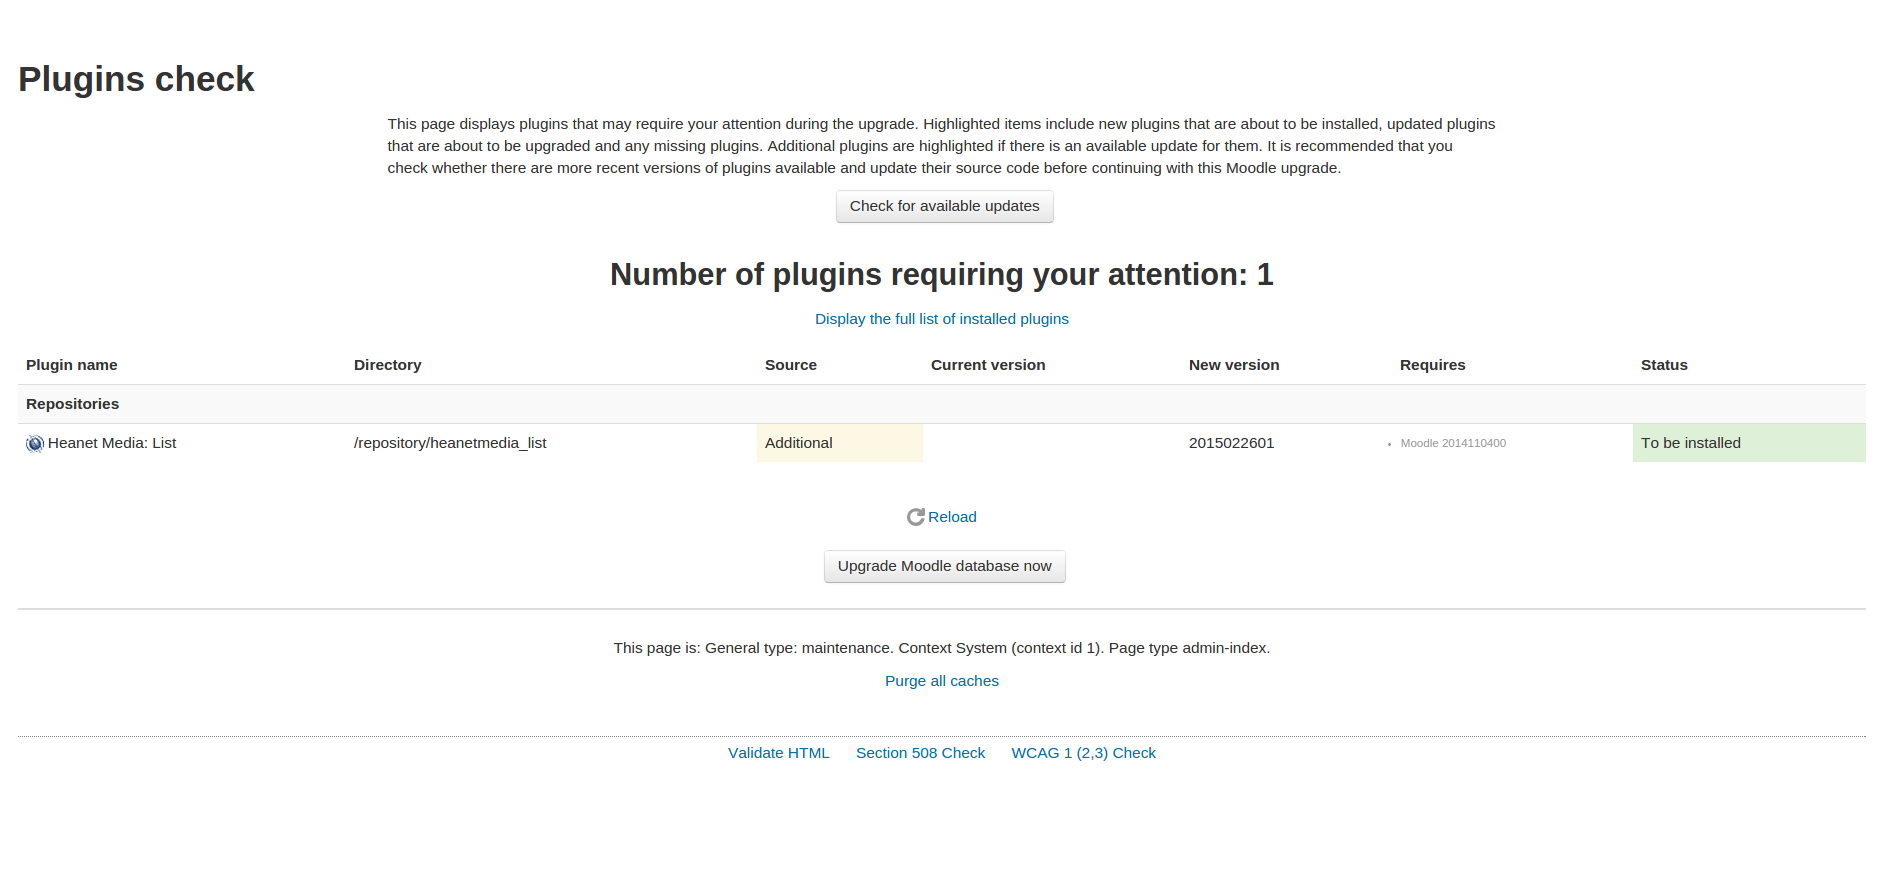 Plugins check
This page displays plugins that may require your attention during the upgrade. Highlighted items include new plugins that are about to be installed, updated plugins
that are about to be upgraded and any missing plugins. Additional plugins are highlighted if there is an available update for them. It is recommended that you
check whether there are more recent versions of plugins available and update their source code before continuing with this Moodle upgrade.
Check for available updates
Number of plugins requiring your attention: 1
Display the full list of installed plugins
Plugin name Directory Source Current version New version Requires Status
Repositories
Heanet Media: List /repository/heanetmedia_list Additional 2015022601 • Moodle 2014110400 To be installed
Reload
Upgrade Moodle database now
This page is: General type: maintenance. Context System (context id 1). Page type admin-index.
Purge all caches
Validate HTML Section 508 Check WCAG 1 (2,3) Check